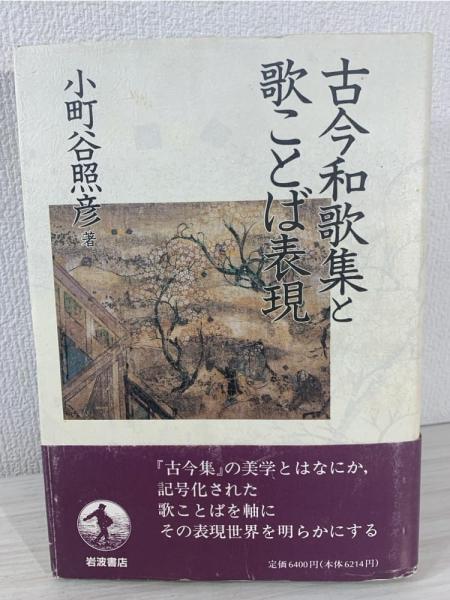 古今和歌集と
歌ことば表現
小町谷照彦 著
『古今集』の美学とはなにか,
記号化された
歌ことばを軸に
その表現世界を明らかにする
岩波書店
定価6400円(本体6214円)